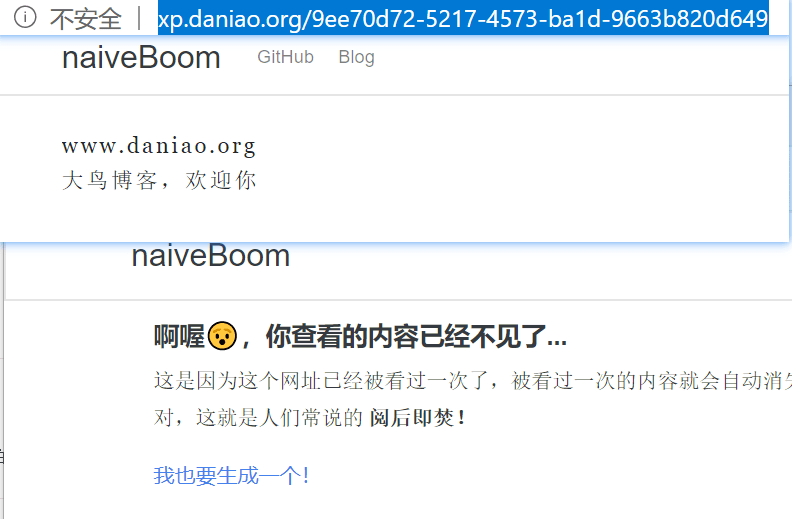 不安全 | xp.daniao.org/9ee70d72-5217-4573-ba1d-9663b820d649
naiveBoom GitHub Blog
www.daniao.org
大鸟博客，欢迎你
naiveBoom
啊喔😯，你查看的内容已经不见了...
这是因为这个网址已经被看过一次了，被看过一次的内容就会自动消失
对，这就是人们常说的 阅后即焚！
我也要生成一个！